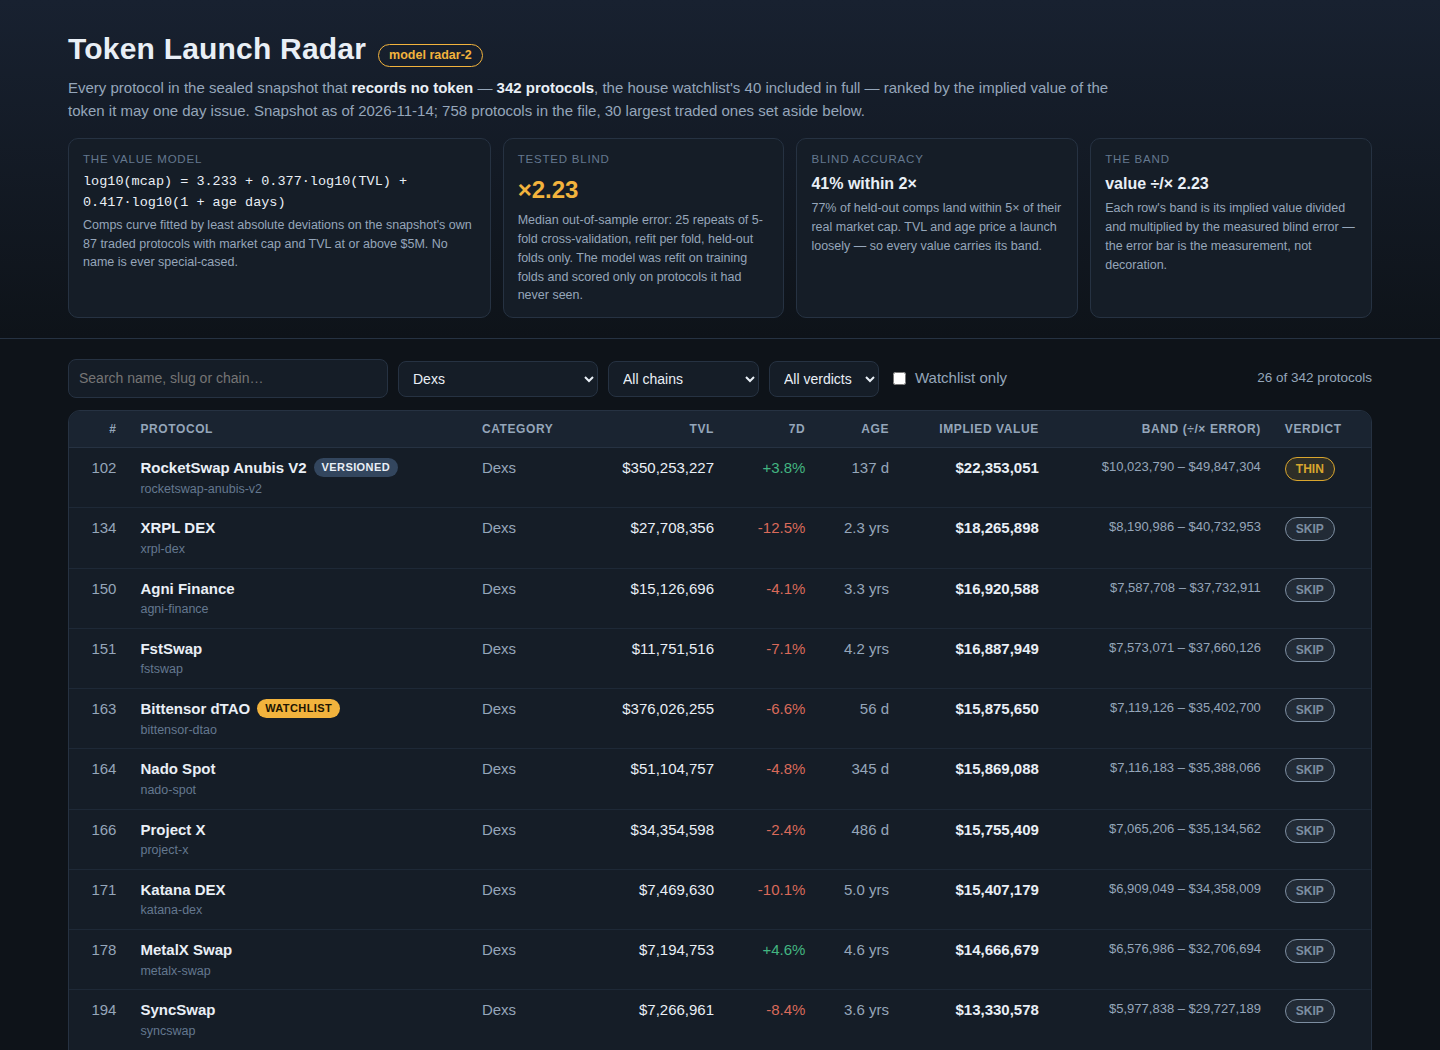 Token Launch Radar model radar-2
Every protocol in the sealed snapshot that records no token — 342 protocols, the house watchlist's 40 included in full — ranked by the implied value of the
token it may one day issue. Snapshot as of 2026-11-14; 758 protocols in the file, 30 largest traded ones set aside below.
THE VALUE MODEL
log10(mcap) = 3.233 + 0.377·log10(TVL) +
0.417·log10(1 + age days)
Comps curve fitted by least absolute deviations on the snapshot's own
87 traded protocols with market cap and TVL at or above $5M. No
name is ever special-cased.
TESTED BLIND
×2.23
Median out-of-sample error: 25 repeats of 5-
fold cross-validation, refit per fold, held-out
folds only. The model was refit on training
folds and scored only on protocols it had
never seen.
BLIND ACCURACY
41% within 2×
77% of held-out comps land within 5× of their
real market cap. TVL and age price a launch
loosely — so every value carries its band.
THE BAND
value ÷/× 2.23
Each row's band is its implied value divided
and multiplied by the measured blind error —
the error bar is the measurement, not
decoration.
Search name, slug or chain… Dexs All chains All verdicts Watchlist only 26 of 342 protocols
# PROTOCOL CATEGORY TVL 7D AGE IMPLIED VALUE BAND (÷/× ERROR) VERDICT
102 RocketSwap Anubis V2 VERSIONED Dexs $350,253,227 +3.8% 137 d $22,353,051 $10,023,790 – $49,847,304 THIN
rocketswap-anubis-v2
134 XRPL DEX Dexs $27,708,356 -12.5% 2.3 yrs $18,265,898 $8,190,986 – $40,732,953 SKIP
xrpl-dex
150 Agni Finance Dexs $15,126,696 -4.1% 3.3 yrs $16,920,588 $7,587,708 – $37,732,911 SKIP
agni-finance
151 FstSwap Dexs $11,751,516 -7.1% 4.2 yrs $16,887,949 $7,573,071 – $37,660,126 SKIP
fstswap
163 Bittensor dTAO WATCHLIST Dexs $376,026,255 -6.6% 56 d $15,875,650 $7,119,126 – $35,402,700 SKIP
bittensor-dtao
164 Nado Spot Dexs $51,104,757 -4.8% 345 d $15,869,088 $7,116,183 – $35,388,066 SKIP
nado-spot
166 Project X Dexs $34,354,598 -2.4% 486 d $15,755,409 $7,065,206 – $35,134,562 SKIP
project-x
171 Katana DEX Dexs $7,469,630 -10.1% 5.0 yrs $15,407,179 $6,909,049 – $34,358,009 SKIP
katana-dex
178 MetalX Swap Dexs $7,194,753 +4.6% 4.6 yrs $14,666,679 $6,576,986 – $32,706,694 SKIP
metalx-swap
194 SyncSwap Dexs $7,266,961 -8.4% 3.6 yrs $13,330,578 $5,977,838 – $29,727,189 SKIP
syncswap